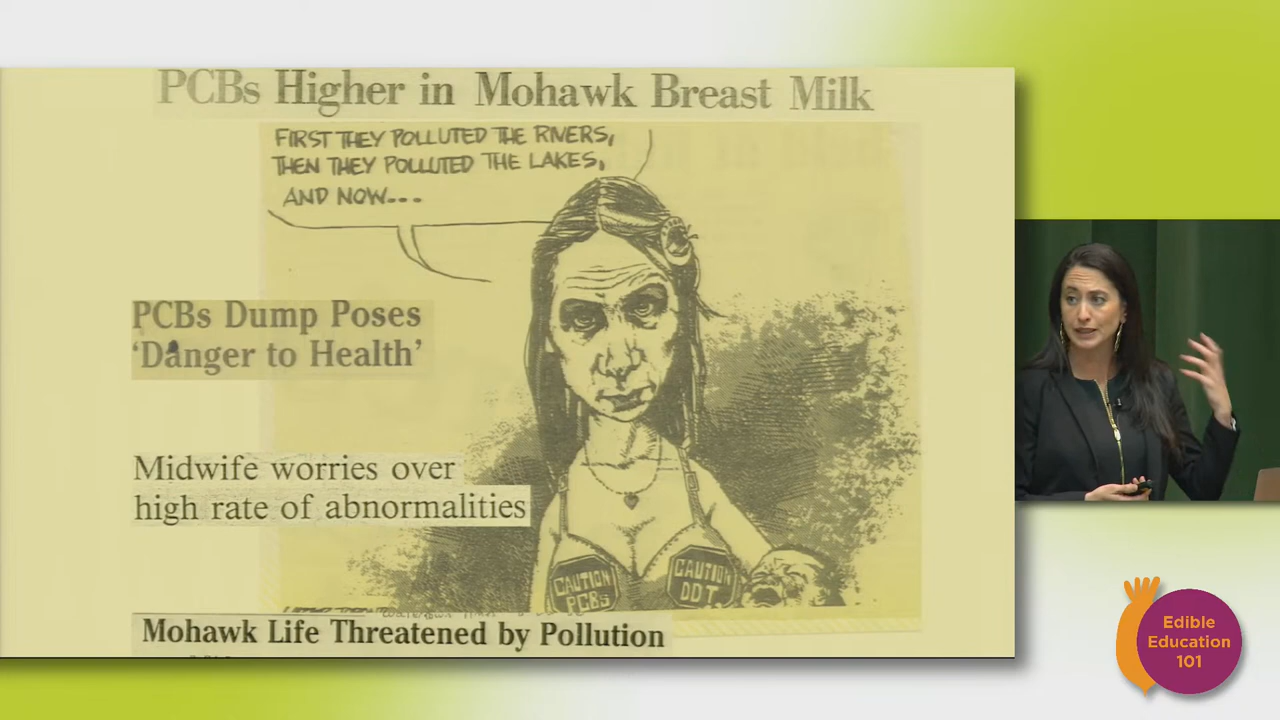 PCBs Higher in Mohawk Breast Milk
FIRST THEY POLLUTED THE RIVERS,
THEN THEY POLLUTED THE LAKES,
AND NOW---
PCBs Dump Poses
‘Danger to Health’
Midwife worries over
high rate of abnormalities
CAUTION
PCBs
CAUTION
DDT
Mohawk Life Threatened by Pollution
Edible
Education
101